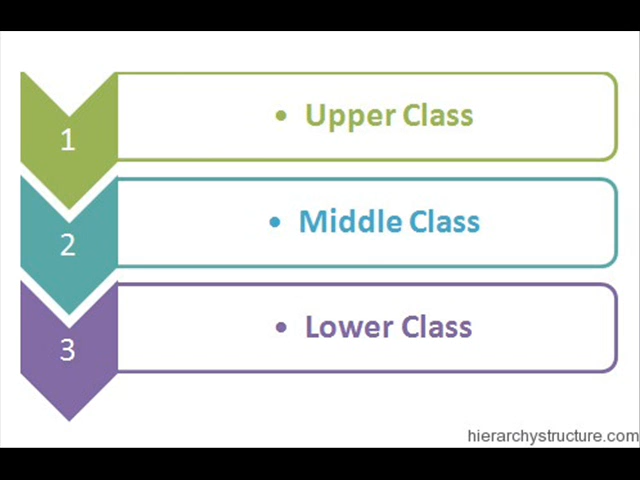 1
• Upper Class
2
• Middle Class
3
• Lower Class
hierarchystructure.com